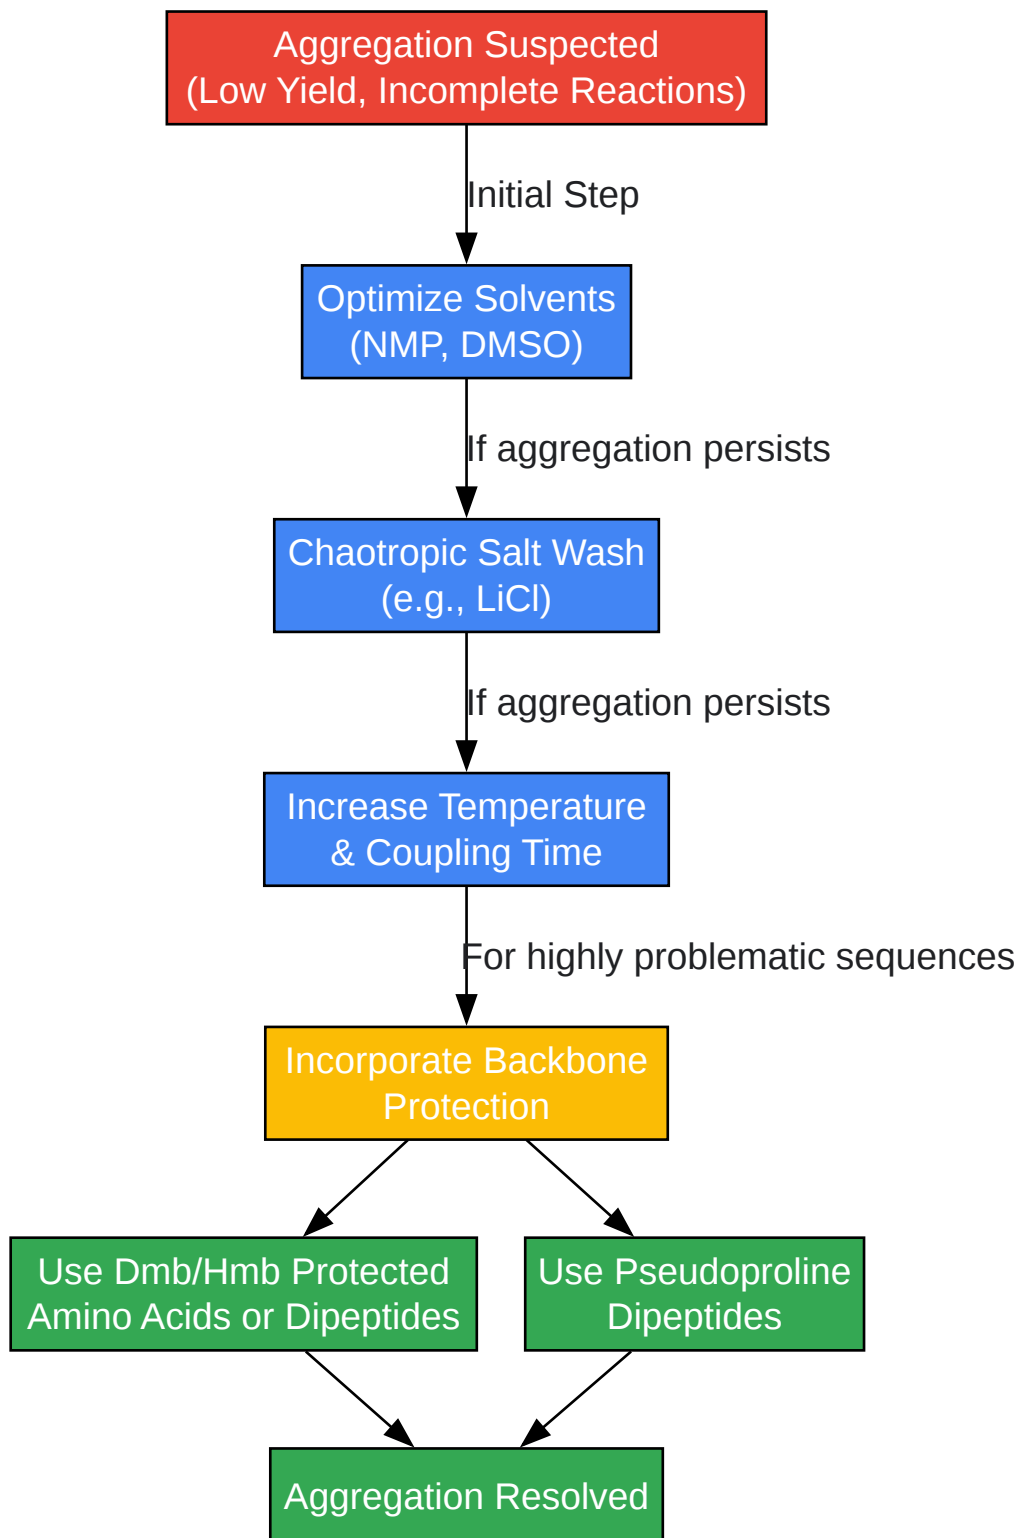 Aggregation Suspected
(Low Yield, Incomplete Reactions)
Initial Step
Optimize Solvents
(NMP, DMSO)
If aggregation persists
Chaotropic Salt Wash
(e.g., LiCl)
If aggregation persists
Increase Temperature
& Coupling Time
For highly problematic sequences
Incorporate Backbone
Protection
Use Dmb/Hmb Protected
Amino Acids or Dipeptides
Use Pseudoproline
Dipeptides
Aggregation Resolved